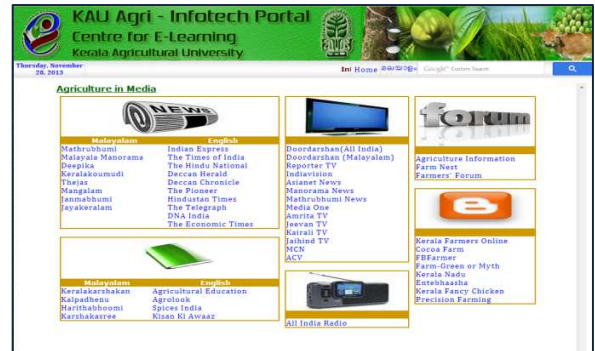 KAU Agri - Infotech Portal
Centre for E-Learning
Kerala Agricultural University
Thursday, November
28, 2013
Home മലയാളം Google™ Custom Search
Agriculture in Media
NEWS
Malayalam English
Mathrubhumi
Malayala Manorama
Deepika
Keralakoumudi
Thejas
Mangalam
Janmabhumi
Jayakeralam
Indian Express
The Times of India
The Hindu National
Deccan Herald
Deccan Chronicle
The Pioneer
Hindustan Times
The Telegraph
DNA India
The Economic Times
Malayalam English
Keralakarshakan
Kalpadhenu
Harithabhoomi
Karshakasree
Agricultural Education
Agrolook
Spices India
Kisan Ki Awaaz
Doordarshan(All India)
Doordarshan (Malayalam)
Reporter TV
Indiavision
Asianet News
Manorama News
Mathrubhumi News
Media One
Amrita TV
Jeevan TV
Kairali TV
Jaihind TV
MCN
ACV
All India Radio
forum
Agriculture Information
Farm Nest
Farmers' Forum
Kerala Farmers Online
Cocoa Farm
FBFarmer
Farm-Green or Myth
Kerala Nadu
Entebhaasha
Kerala Fancy Chicken
Precision Farming